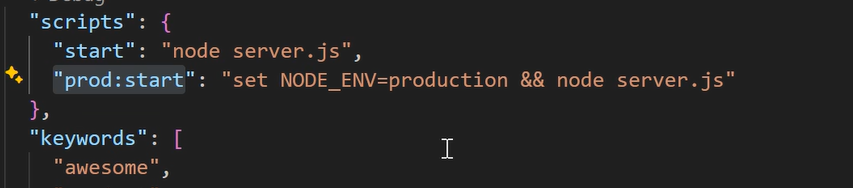 "scripts": {
"start": "node server.js",
"prod:start": "set NODE_ENV=production && node server.js"
},
"keywords": [
"awesome",